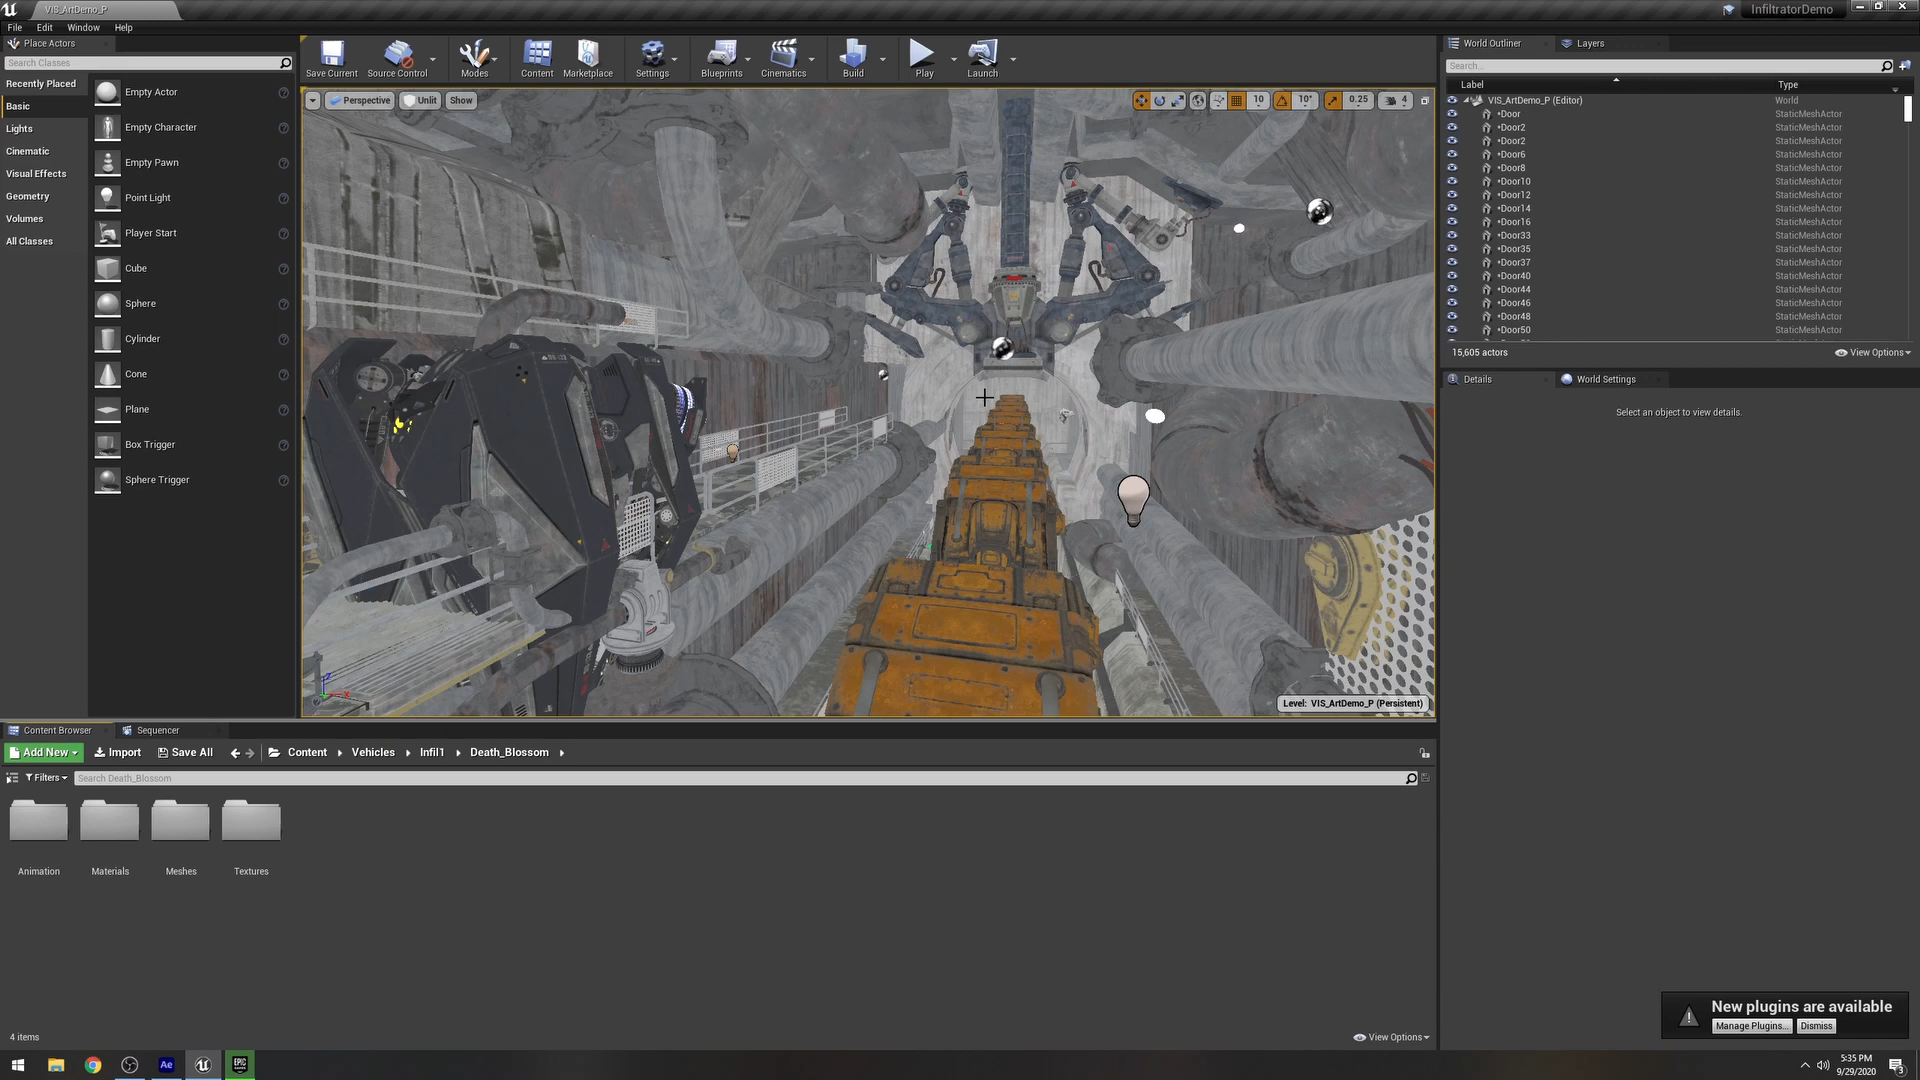 VIS_ArtDemo_P
InfiltratorDemo
File Edit Window Help
Place Actors
Search Classes
Recently Placed
Basic
Lights
Cinematic
Visual Effects
Geometry
Volumes
All Classes
Empty Actor
Empty Character
Empty Pawn
Point Light
Player Start
Cube
Sphere
Cylinder
Cone
Plane
Box Trigger
Sphere Trigger
Save Current Source Control Modes Content Marketplace Settings Blueprints Cinematics Build Play Launch
Perspective Unlit Show
10 10° 0.25 4
Level: VIS_ArtDemo_P (Persistent)
World Outliner Layers
Search...
Label Type
VIS_ArtDemo_P (Editor) World
*Door StaticMeshActor
*Door2 StaticMeshActor
*Door2 StaticMeshActor
*Door6 StaticMeshActor
*Door8 StaticMeshActor
*Door10 StaticMeshActor
*Door12 StaticMeshActor
*Door14 StaticMeshActor
*Door16 StaticMeshActor
*Door33 StaticMeshActor
*Door35 StaticMeshActor
*Door37 StaticMeshActor
*Door40 StaticMeshActor
*Door44 StaticMeshActor
*Door46 StaticMeshActor
*Door48 StaticMeshActor
*Door50 StaticMeshActor
15,605 actors View Options
Details World Settings
Select an object to view details.
Content Browser Sequencer
Add New Import Save All Content Vehicles Infil1 Death_Blossom
Filters Search Death_Blossom
Animation Materials Meshes Textures
4 items View Options
New plugins are available
Manage Plugins... Dismiss
Ae EPIC GAMES
5:35 PM
9/29/2020
3